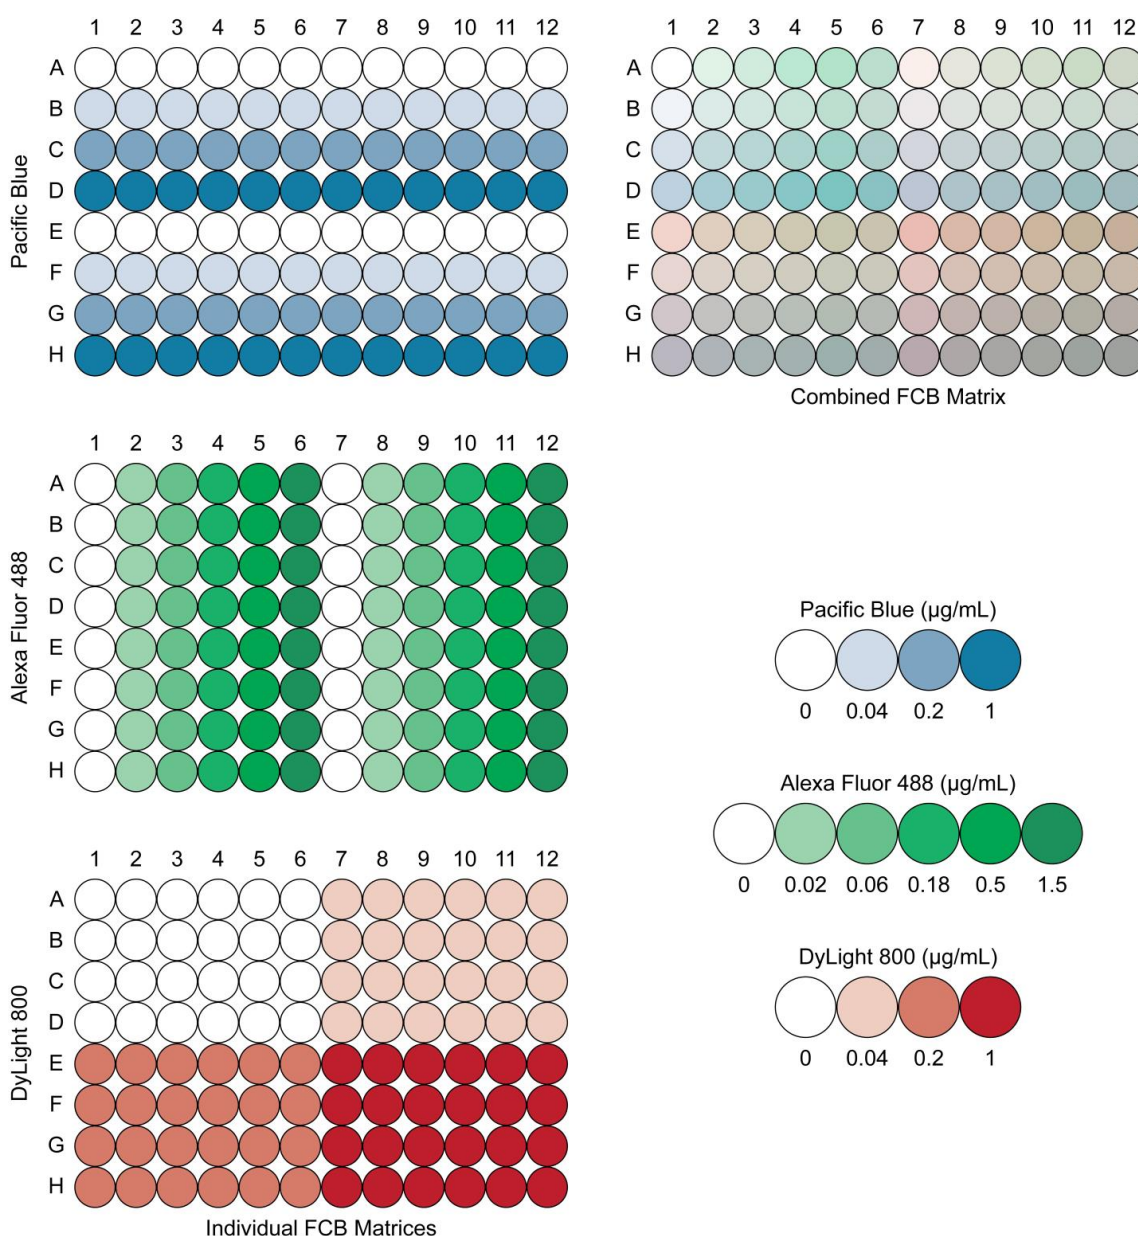 1 2 3 4 5 6 7 8 9 10 11 12
A
B
C
D
E
F
G
H
Pacific Blue
1 2 3 4 5 6 7 8 9 10 11 12
A
B
C
D
E
F
G
H
Combined FCB Matrix
1 2 3 4 5 6 7 8 9 10 11 12
A
B
C
D
E
F
G
H
Alexa Fluor 488
Pacific Blue (µg/mL)
0 0.04 0.2 1
Alexa Fluor 488 (µg/mL)
0 0.02 0.06 0.18 0.5 1.5
1 2 3 4 5 6 7 8 9 10 11 12
A
B
C
D
E
F
G
H
DyLight 800
DyLight 800 (µg/mL)
0 0.04 0.2 1
Individual FCB Matrices